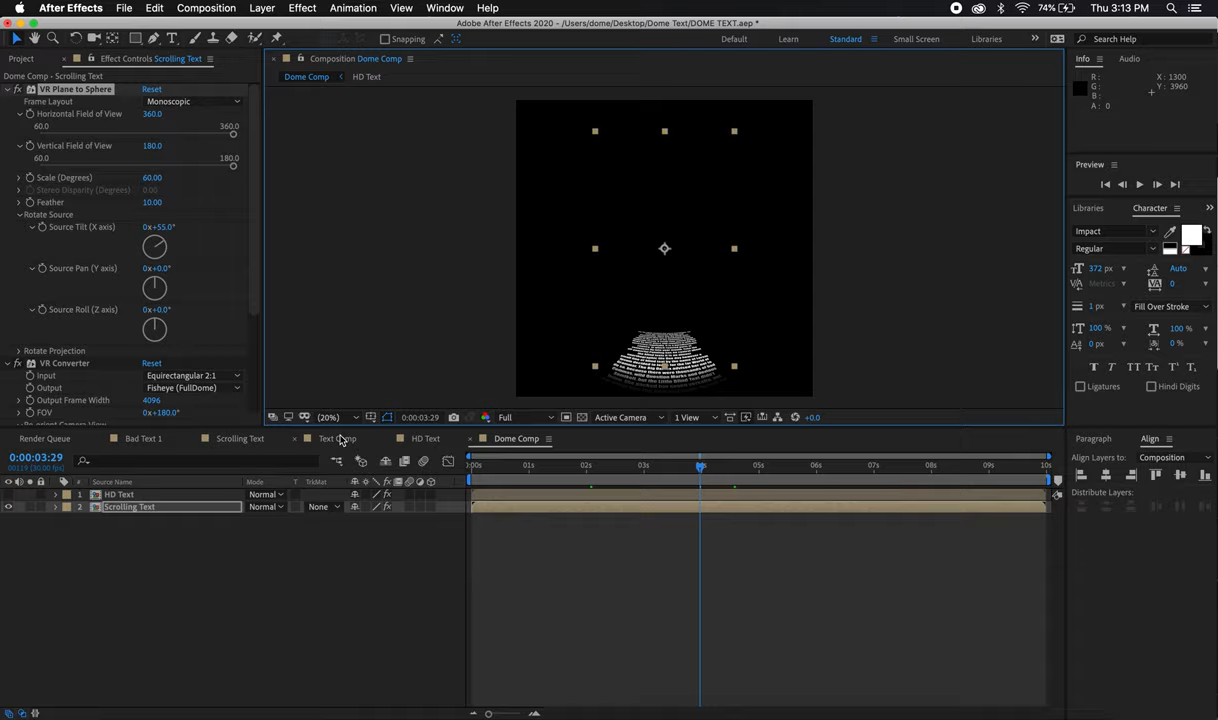 After Effects File Edit Composition Layer Effect Animation View Window Help 74% Thu 3:13 PM
Adobe After Effects 2020 - /Users/dome/Desktop/Dome Text/DOME TEXT.aep *
Snapping Default Learn Standard Small Screen Libraries >> Search Help
Project Effect Controls Scrolling Text Composition Dome Comp Info Audio
Dome Comp • Scrolling Text Dome Comp HD Text
VR Plane to Sphere Reset
Frame Layout Monoscopic
Horizontal Field of View 360.0
60.0 360.0
Vertical Field of View 180.0
60.0 180.0
Scale (Degrees) 60.00
Stereo Disparity (Degrees) 0.00
Feather 10.00
Rotate Source
Source Tilt (X axis) 0x+55.0°
Source Pan (Y axis) 0x+0.0°
Source Roll (Z axis) 0x+0.0°
Rotate Projection
VR Converter Reset
Input Equirectangular 2:1
Output Fisheye (FullDome)
Output Frame Width 4096
FOV 0x+180.0°
(20%) 0:00:03:29 Full Active Camera 1 View +0.0
R: X: 1300
G: Y: 3960
B:
A: 0
Preview
Libraries Character >>
Impact
Regular
372 px Auto
Metrics 0
1 px Fill Over Stroke
100 % 100 %
0 px 0 %
T T TT Tr T¹ T₁
Ligatures Hindi Digits
Render Queue Bad Text 1 Scrolling Text Text Comp HD Text Dome Comp
0:00:03:29
00119 (30.00 fps)
# Source Name Mode T TrkMat
1 HD Text Normal
2 Scrolling Text Normal None
:00s 01s 02s 03s 05s 06s 07s 08s 09s 10s
Paragraph Align
Align Layers to: Composition
Distribute Layers: